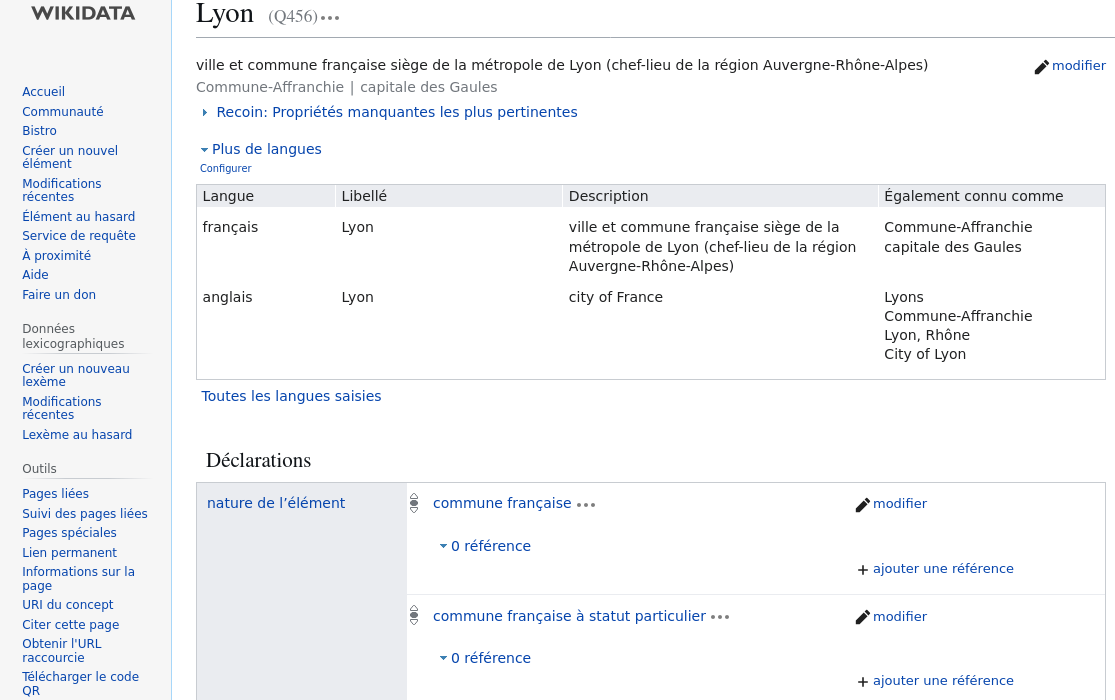 WIKIDATA
Accueil
Communauté
Bistro
Créer un nouvel
élément
Modifications
récentes
Élément au hasard
Service de requête
À proximité
Aide
Faire un don
Données
lexicographiques
Créer un nouveau
lexème
Modifications
récentes
Lexème au hasard
Outils
Pages liées
Suivi des pages liées
Pages spéciales
Lien permanent
Informations sur la
page
URI du concept
Citer cette page
Obtenir l'URL
raccourcie
Télécharger le code
QR
Lyon (Q456)
ville et commune française siège de la métropole de Lyon (chef-lieu de la région Auvergne-Rhône-Alpes) modifier
Commune-Affranchie | capitale des Gaules
Recoin: Propriétés manquantes les plus pertinentes
Plus de langues
Configurer
Langue Libellé Description Également connu comme
français Lyon ville et commune française siège de la Commune-Affranchie
métropole de Lyon (chef-lieu de la région capitale des Gaules
Auvergne-Rhône-Alpes)
anglais Lyon city of France Lyons
Commune-Affranchie
Lyon, Rhône
City of Lyon
Toutes les langues saisies
Déclarations
nature de l’élément commune française modifier
0 référence
+ ajouter une référence
commune française à statut particulier modifier
0 référence
+ ajouter une référence